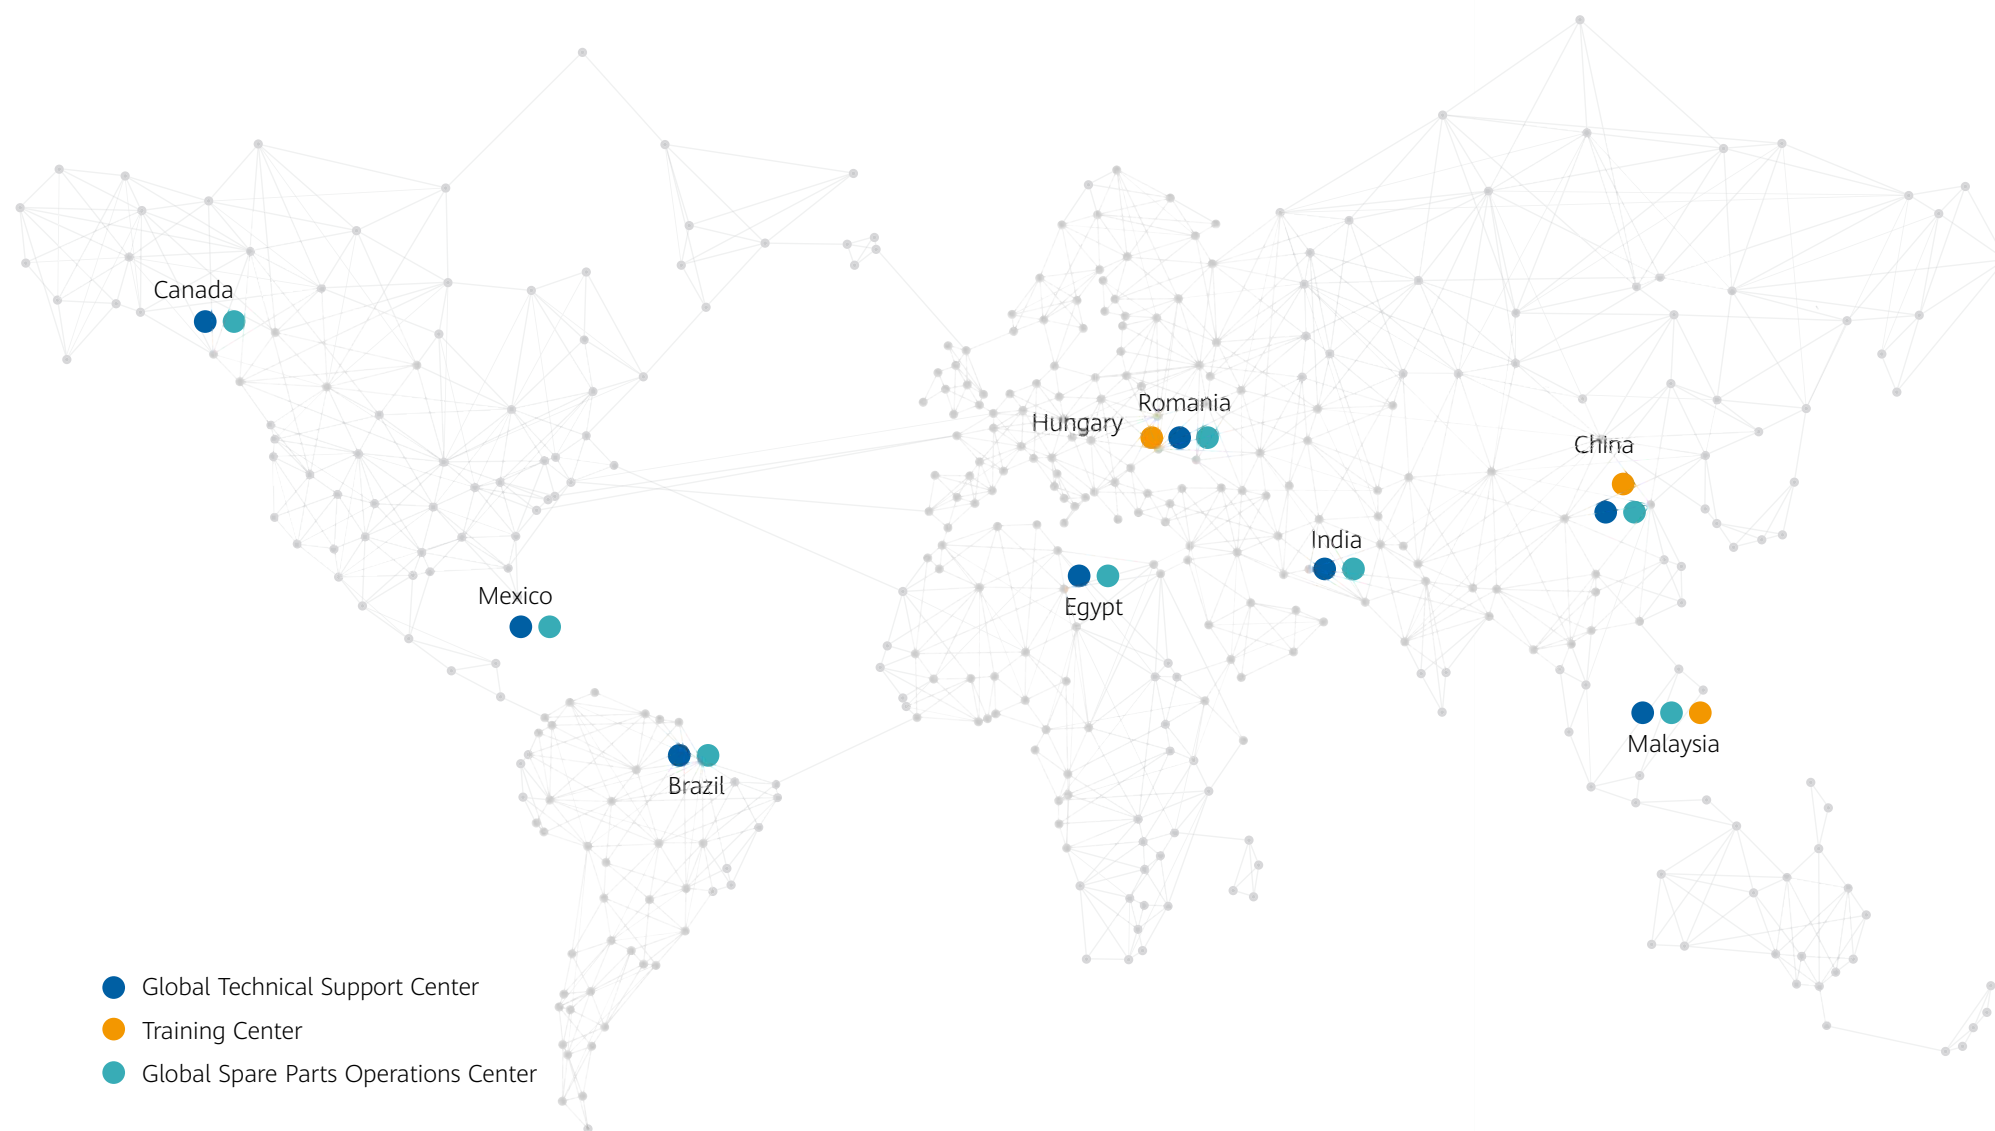 Canada
Romania
Hungary
China
India
Mexico
Egypt
Malaysia
Brazil
Global Technical Support Center
Training Center
Global Spare Parts Operations Center